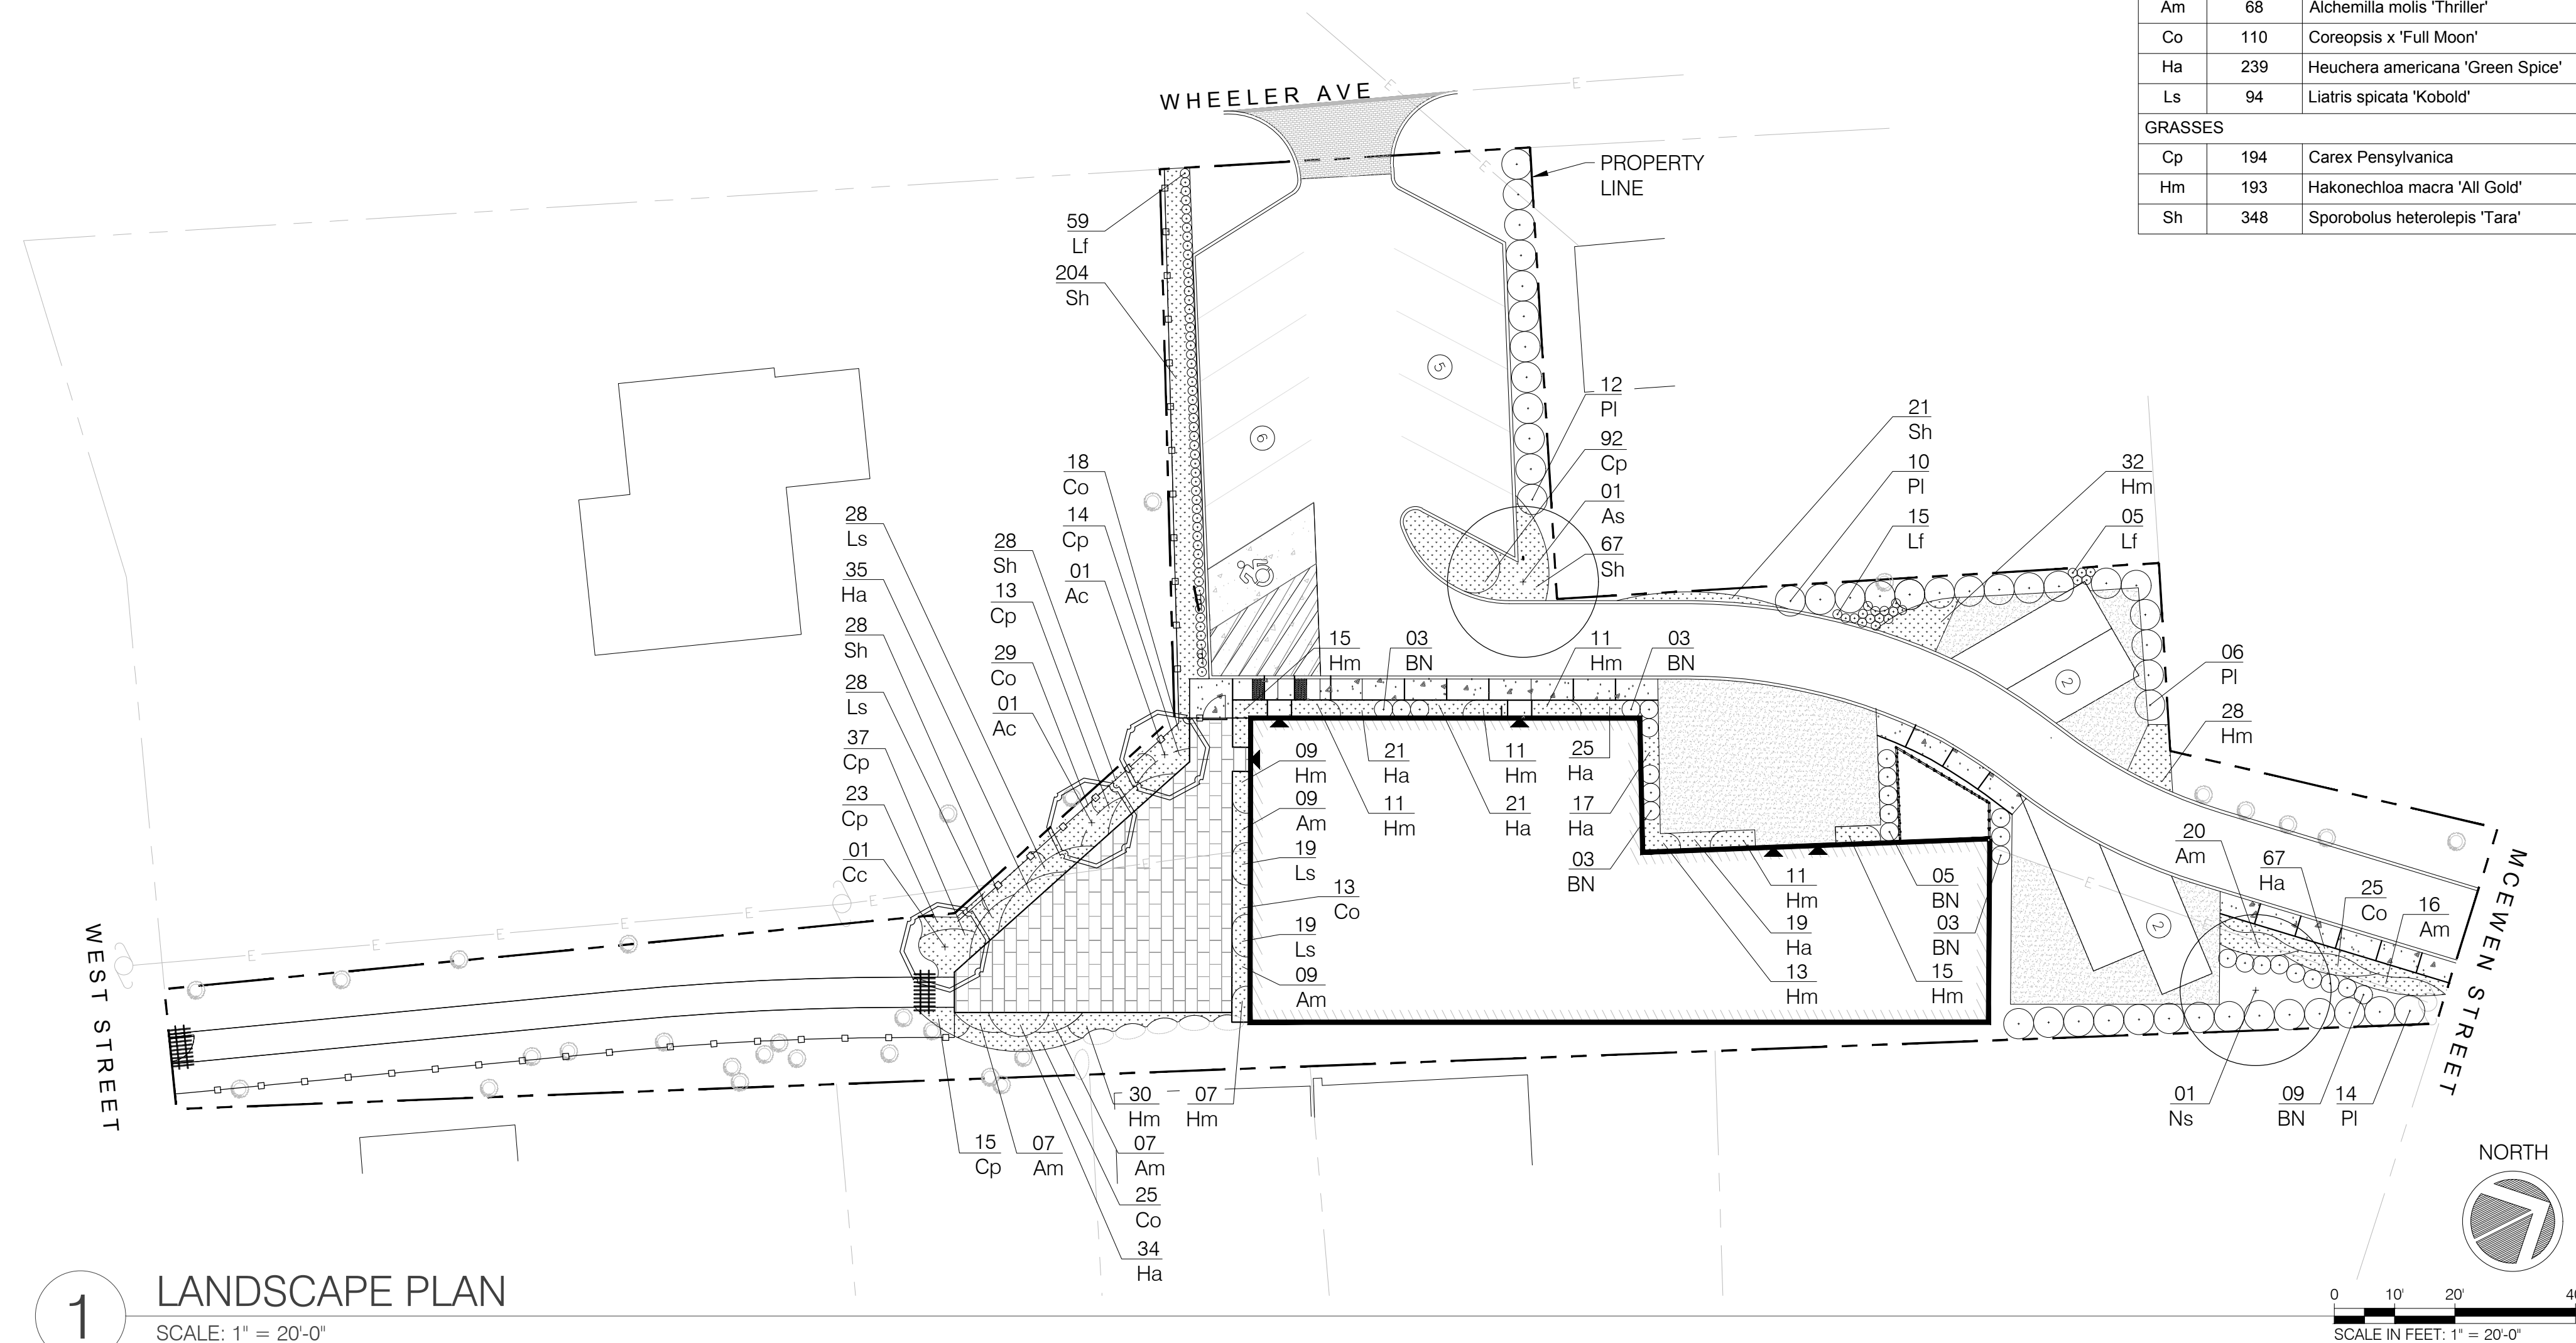 Am 68 Alchemilla molis 'Thriller'
Co 110 Coreopsis x 'Full Moon'
Ha 239 Heuchera americana 'Green Spice'
Ls 94 Liatris spicata 'Kobold'
GRASSES
Cp 194 Carex Pensylvanica
Hm 193 Hakonechloa macra 'All Gold'
Sh 348 Sporobolus heterolepis 'Tara'
WHEELER AVE
E
E
E
PROPERTY
LINE
59
Lf
204
Sh
5
6
12
Pl
92
Cp
01
As
67
Sh
21
Sh
10
Pl
15
Lf
32
Hm
05
Lf
18
Co
14
Cp
01
Ac
28
Sh
13
Cp
29
Co
01
Ac
28
Ls
35
Ha
28
Sh
28
Ls
37
Cp
23
Cp
01
Cc
15
Hm
03
BN
11
Hm
03
BN
2
06
Pl
28
Hm
09
Hm
21
Ha
11
Hm
25
Ha
09
Am
11
Hm
21
Ha
17
Ha
19
Ls
03
BN
13
Co
11
Hm
05
BN
19
Ls
19
Ha
03
BN
09
Am
13
Hm
15
Hm
20
Am
67
Ha
25
Co
16
Am
E
2
E
E
E
E
E
E
WEST STREET
MCEWEN STREET
30
Hm
07
Hm
15
Cp
07
Am
07
Am
25
Co
34
Ha
01
Ns
09
BN
14
Pl
NORTH
1
LANDSCAPE PLAN
SCALE: 1" = 20'-0"
0 10' 20'
SCALE IN FEET: 1" = 20'-0"